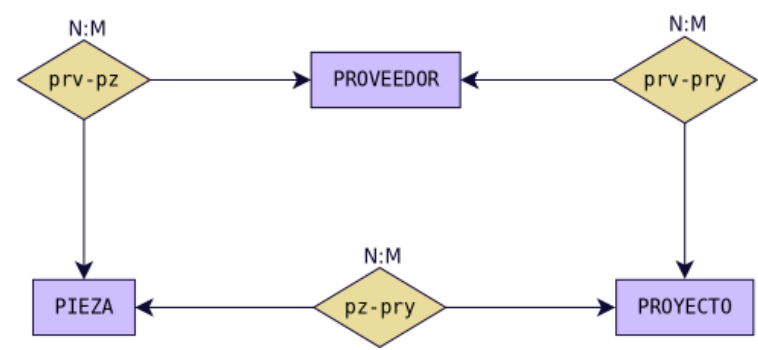 N:M
N:M
prv-pz
PROVEEDOR
prv-pry
N:M
PIEZA
pz-pry
PROYECTO